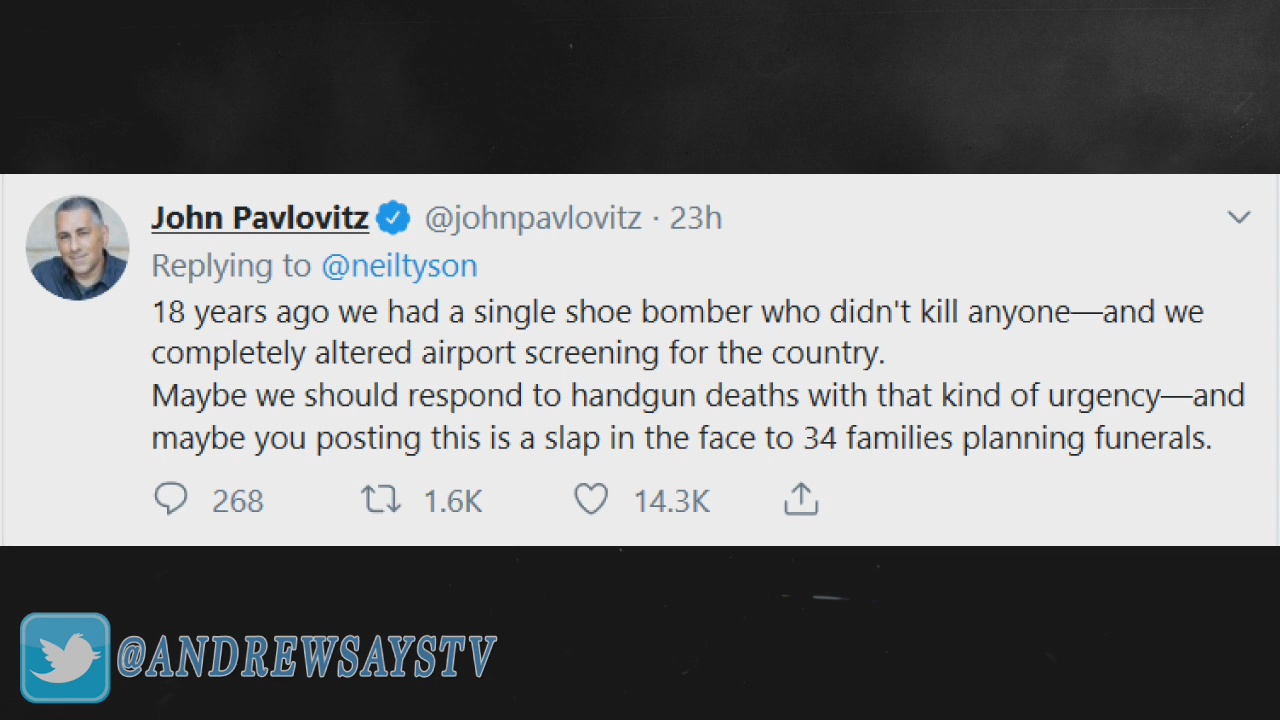 John Pavlovitz @johnpavlovitz · 23h
Replying to @neiltyson
18 years ago we had a single shoe bomber who didn't kill anyone—and we
completely altered airport screening for the country.
Maybe we should respond to handgun deaths with that kind of urgency—and
maybe you posting this is a slap in the face to 34 families planning funerals.
268 1.6K 14.3K
@ANDREWSAYSTV